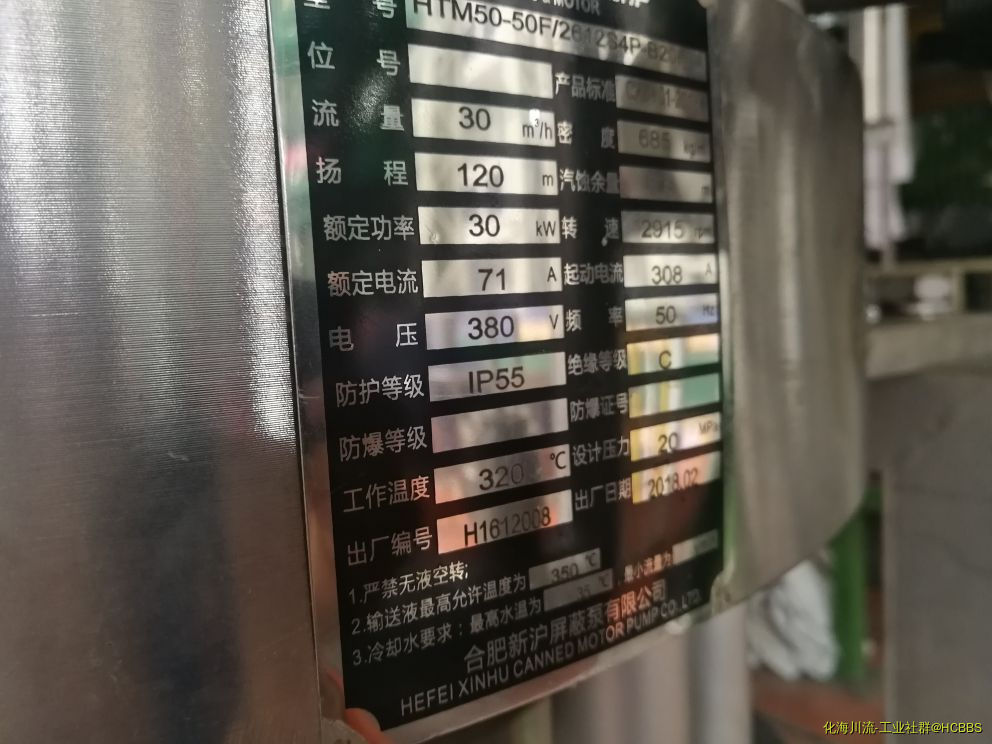 MOTOR
型 号 HTM50-50F/2612S4P-B2
位 号 产品标准
流 量 30 m³/h 密 度 685
扬 程 120 m 汽蚀余量 m
额定功率 30 kW 转 速 2915
额定电流 71 A 起动电流 308 A
电 压 380 V 频 率 50 Hz
防护等级 IP55 绝缘等级 C
防爆等级 防爆证号
工作温度 320 ℃ 设计压力 20 MPa
出厂编号 H1612008 出厂日期 2018.02
1.严禁无液空转;
2.输送液最高允许温度为 350 ℃ 最小流量为
3.冷却水要求:最高水温为 35 ℃
合肥新沪屏蔽泵有限公司
HEFEI XINHU CANNED MOTOR PUMP CO., LTD.
化海川流-工业社群@HCBBS